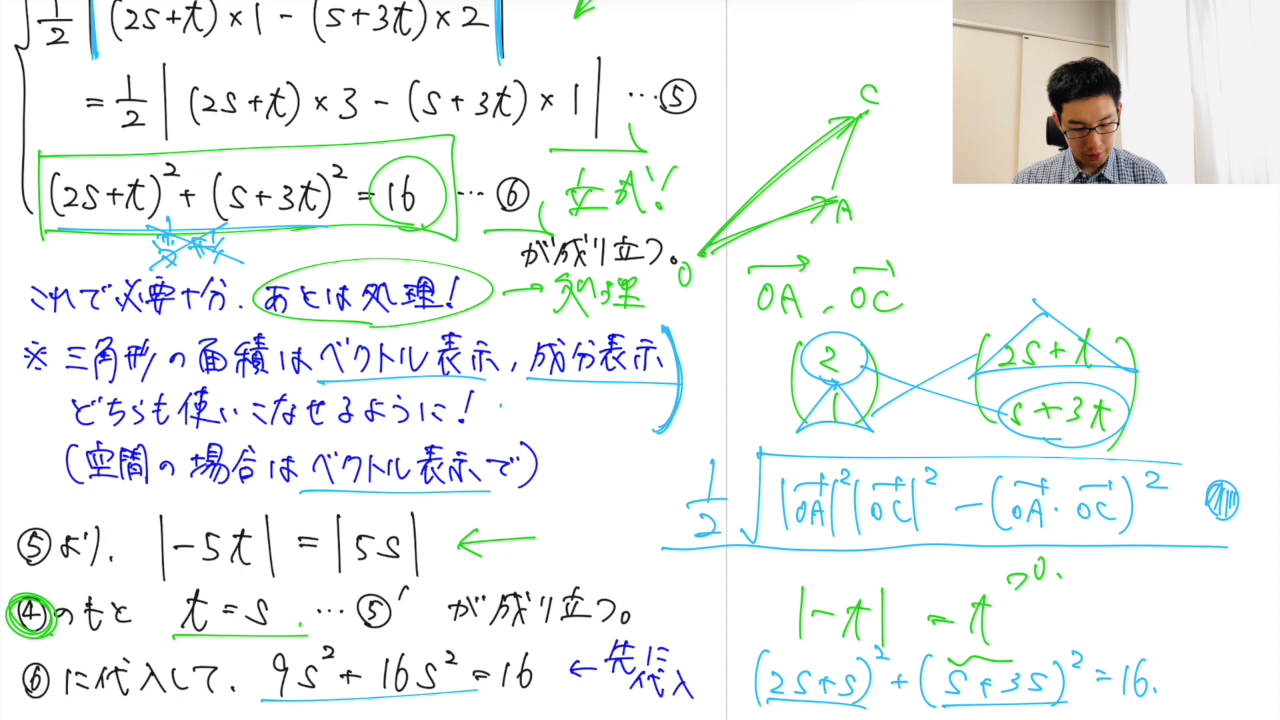 1/2 |(2s+t)×1-(s+3t)×2|
=1/2 |(2s+t)×3-(s+3t)×1| …⑤
(2s+t)²+(s+3t)²=16 …⑥
立式!
が成り立つ。
これで必要十分. あとは処理! → 処理
※三角形の面積はベクトル表示, 成分表示
どちらも使いこなせるように!
(空間の場合はベクトル表示で)
⑤より. |-5t| = |5s| ←
④のもと t=s …⑤′ が成り立つ。
⑥に代入して. 9s²+16s²=16 ←先に
代入
C
A
O
OA→, OC→
(2 1) (2s+t s+3t)
1/2 √|OA→|²|OC→|²-(OA→·OC→)²
>0.
|-t| = t
(2s+s)²+(s+3s)²=16.